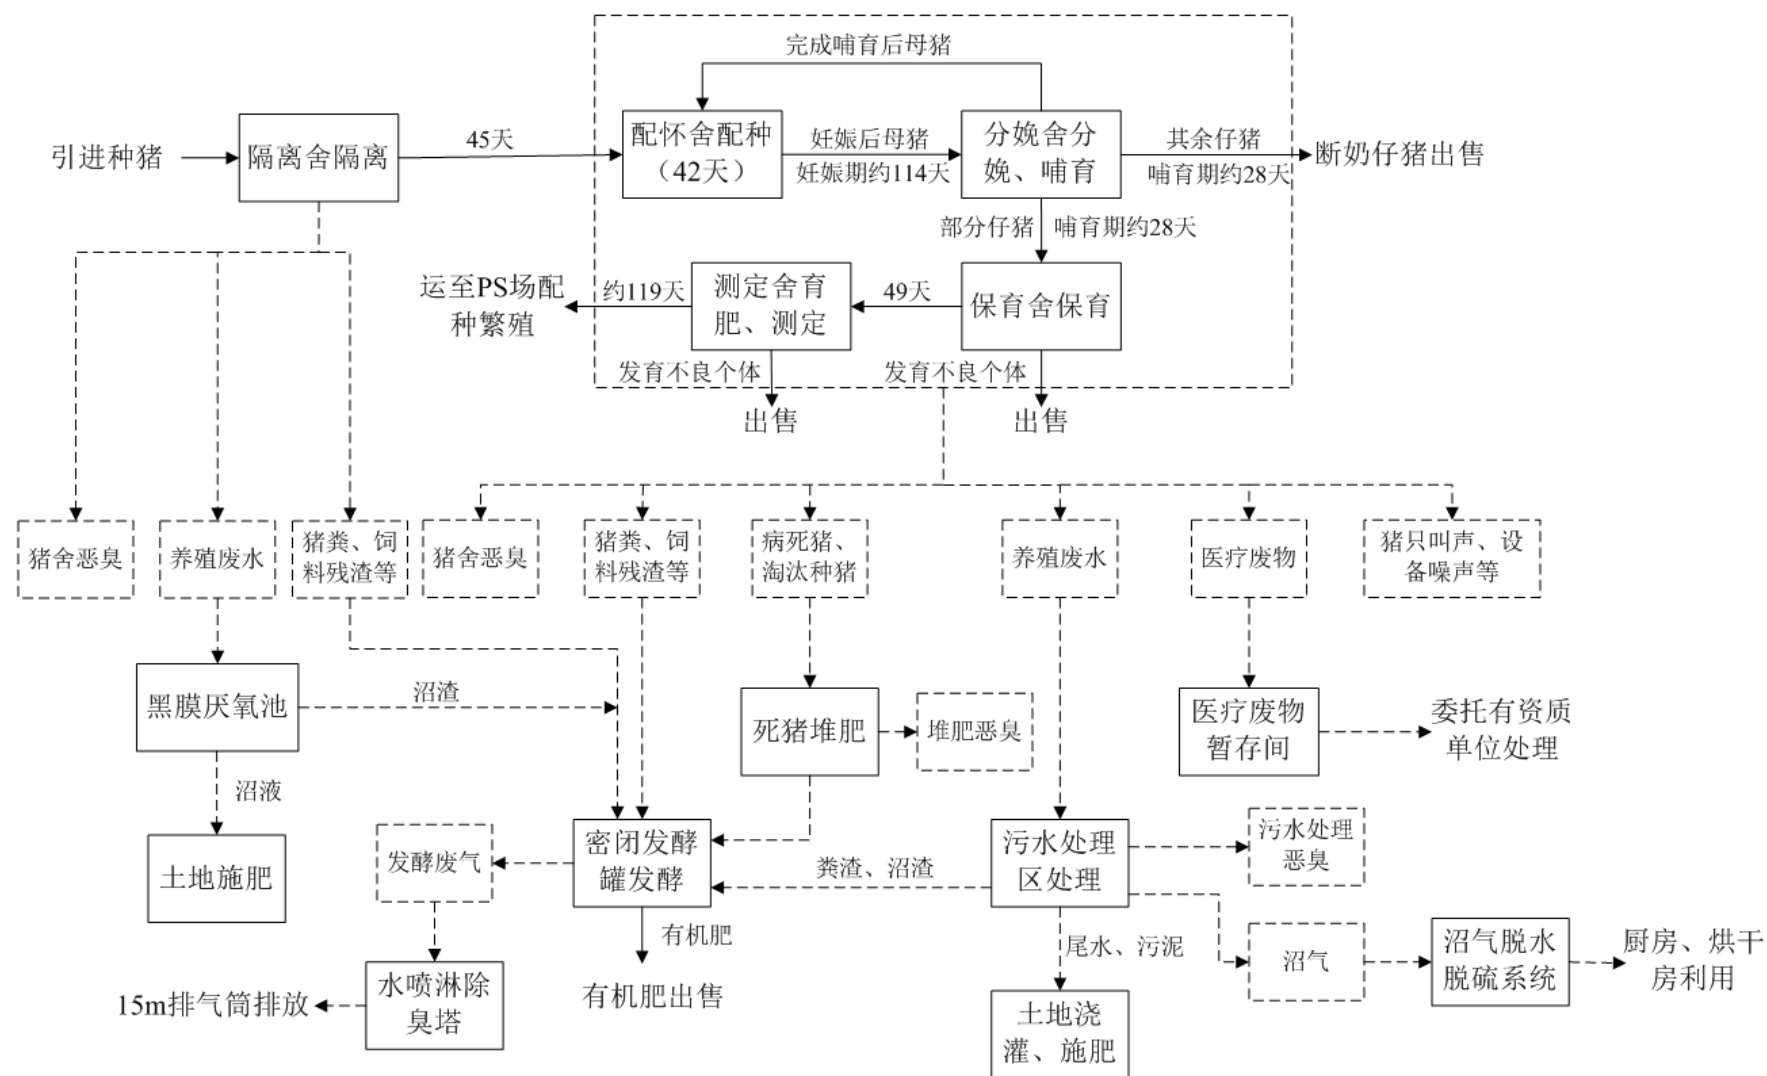 完成哺育后母猪
引进种猪
隔离舍隔离
45天
配怀舍配种
（42天）
妊娠后母猪
妊娠期约114天
分娩舍分
娩、哺育
其余仔猪
哺育期约28天
断奶仔猪出售
部分仔猪
哺育期约28天
运至PS场配
种繁殖
约119天
测定舍育
肥、测定
49天
保育舍保育
发育不良个体
发育不良个体
出售
出售
猪舍恶臭
养殖废水
猪粪、饲
料残渣等
猪舍恶臭
猪粪、饲
料残渣等
病死猪、
淘汰种猪
养殖废水
医疗废物
猪只叫声、设
备噪声等
黑膜厌氧池
沼渣
死猪堆肥
堆肥恶臭
医疗废物
暂存间
委托有资质
单位处理
沼液
土地施肥
发酵废气
密闭发酵
罐发酵
粪渣、沼渣
污水处理
区处理
污水处理
恶臭
有机肥
尾水、污泥
沼气
沼气脱水
脱硫系统
厨房、烘干
房利用
15m排气筒排放
水喷淋除
臭塔
有机肥出售
土地浇
灌、施肥